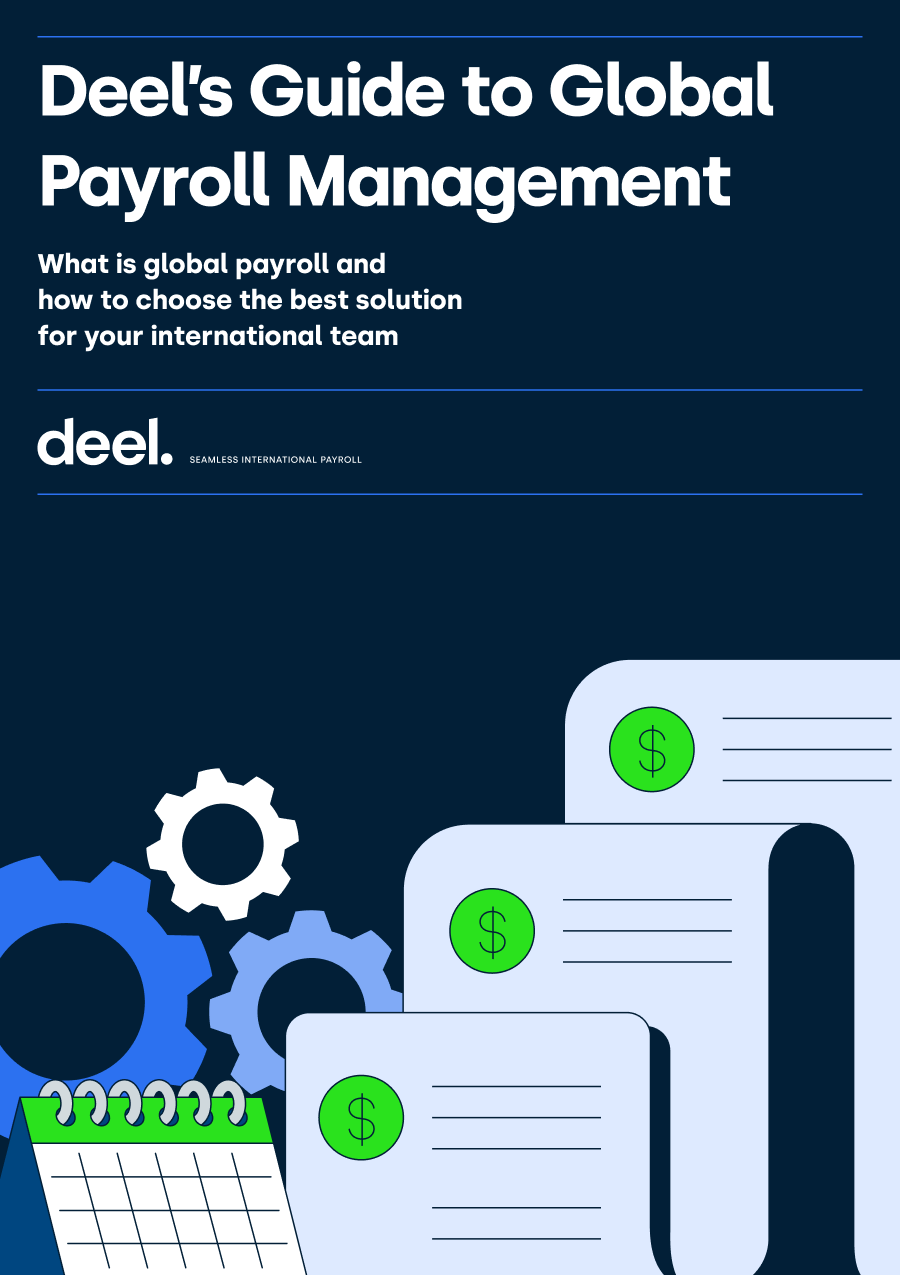 Deel’s Guide to Global
Payroll Management
What is global payroll and
how to choose the best solution
for your international team
deel.
SEAMLESS INTERNATIONAL PAYROLL
$
$
$